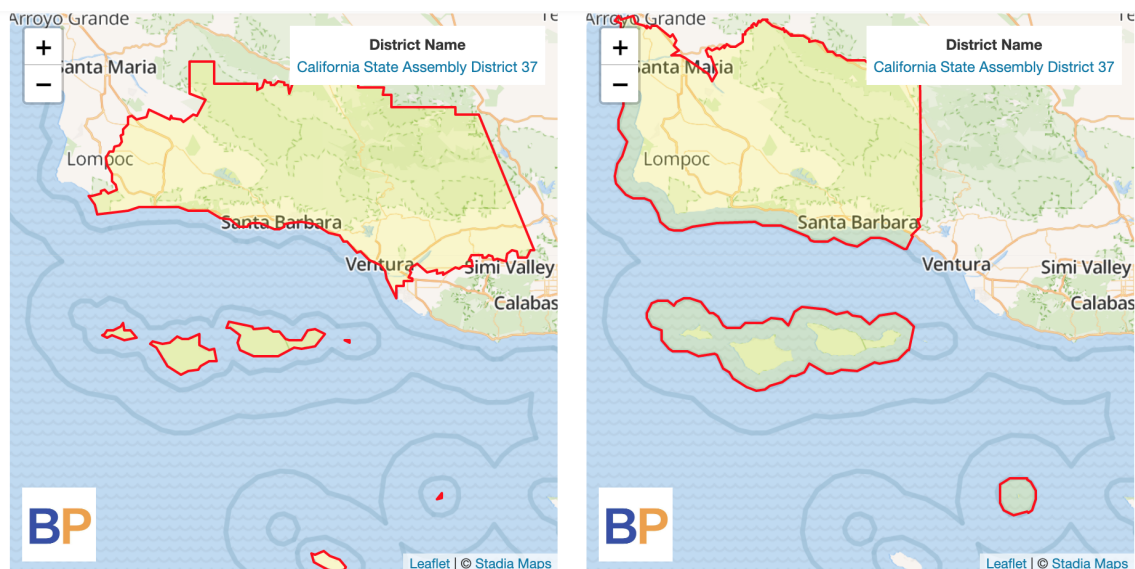 Arroyo Grande
+
−
District Name
California State Assembly District 37
Santa Maria
Lompoc
Santa Barbara
Ventura
Simi Valley
Calabas
BP
Leaflet | © Stadia Maps
Arroyo Grande
+
−
District Name
California State Assembly District 37
Santa Maria
Lompoc
Santa Barbara
Ventura
Simi Valley
Calabas
BP
Leaflet | © Stadia Maps